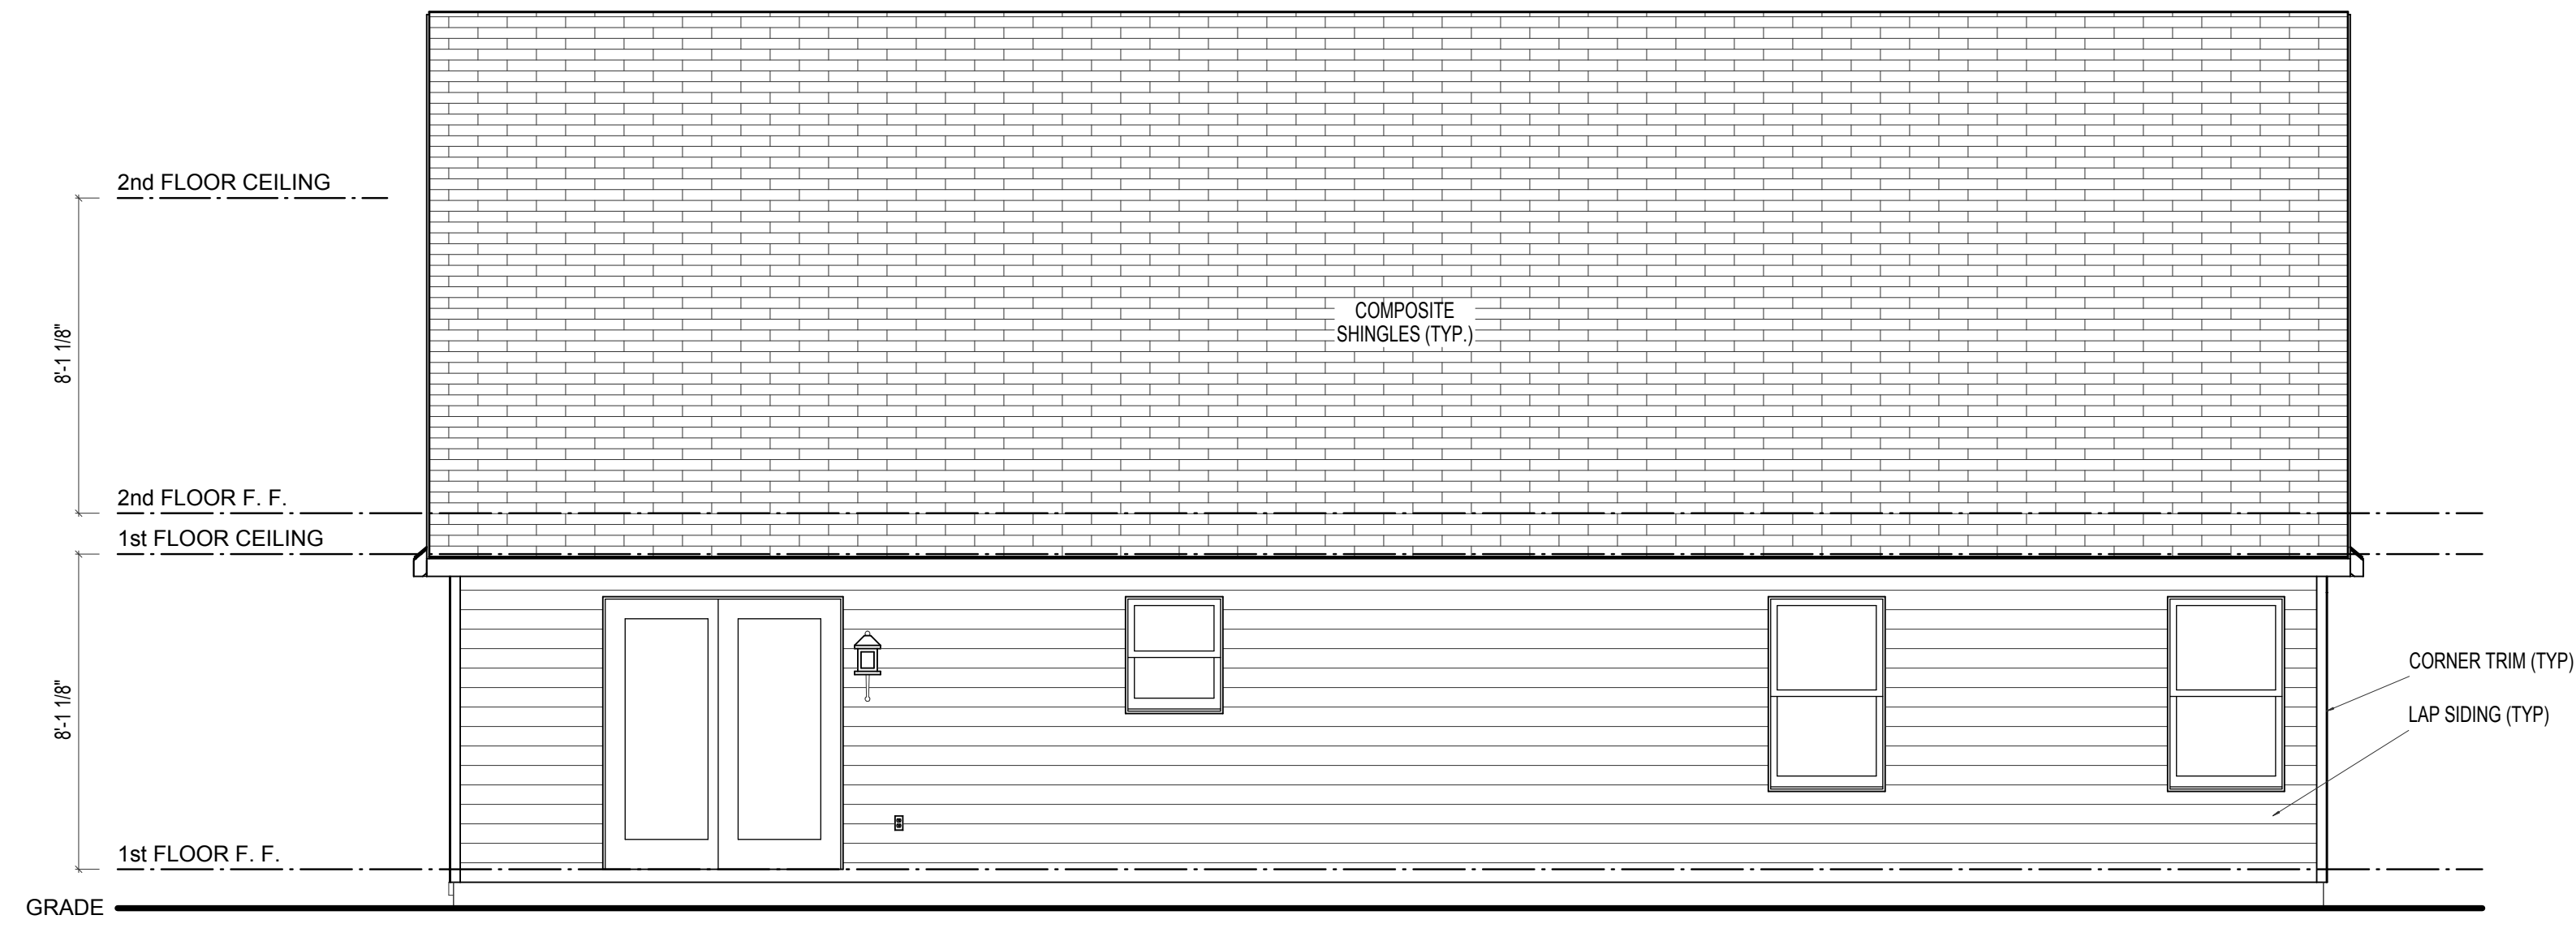 2nd FLOOR CEILING
COMPOSITE
SHINGLES (TYP.)
8'-1 1/8"
2nd FLOOR F. F.
1st FLOOR CEILING
CORNER TRIM (TYP)
8'-1 1/8"
LAP SIDING (TYP)
1st FLOOR F. F.
GRADE